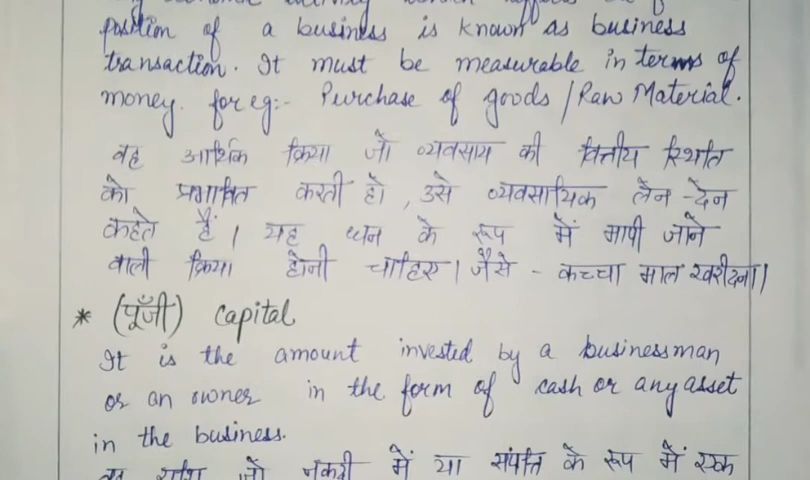 position of a business is known as business
transaction. It must be measurable in terms of
money. for eg:- Purchase of goods / Raw Material.
वह आर्थिक क्रिया जो व्यवसाय की वित्तीय स्थिति
को प्रभावित करती हो, उसे व्यवसायिक लेन-देन
कहते हैं। यह धन के रूप में मापी जाने
वाली क्रिया होनी चाहिए। जैसे - कच्चा माल खरीदना।
* (पूँजी) Capital
It is the amount invested by a businessman
or an owner in the form of cash or any asset
in the business.
वह राशि जो नकदी में या संपत्ति के रूप में एक